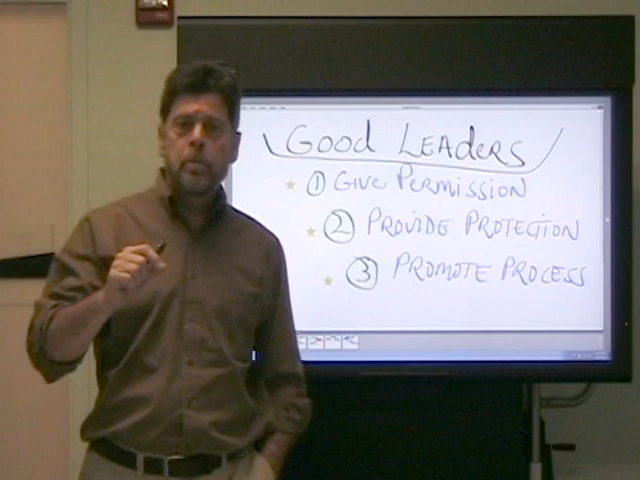 Good Leaders
① Give Permission
② Provide Protection
③ Promote Process